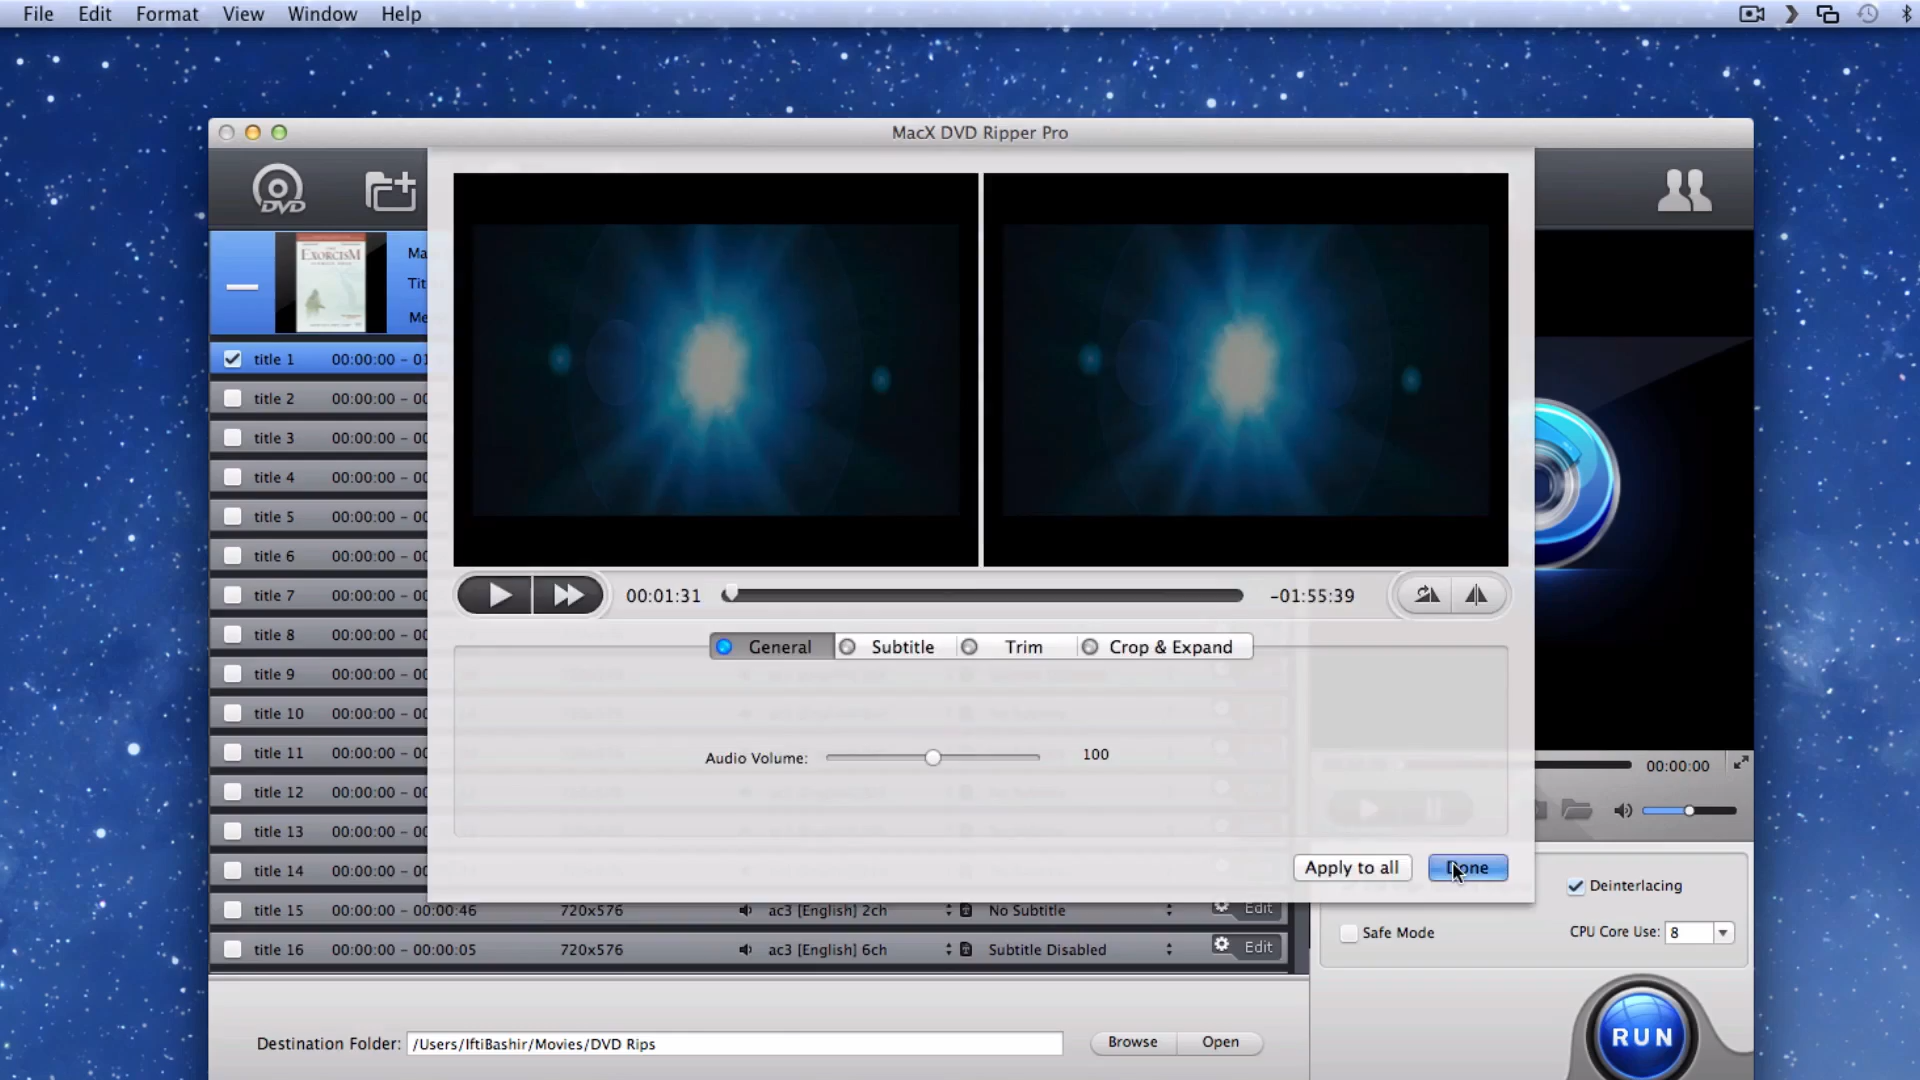 File Edit Format View Window Help
MacX DVD Ripper Pro
DVD
EXORCISM
Ma
Tit
Me
title 1 00:00:00 - 01
title 2 00:00:00 - 00
title 3 00:00:00 - 00
title 4 00:00:00 - 00
title 5 00:00:00 - 00
title 6 00:00:00 - 00
title 7 00:00:00 - 00
title 8 00:00:00 - 00
title 9 00:00:00 - 00
title 10 00:00:00 - 00
title 11 00:00:00 - 00
title 12 00:00:00 - 00
title 13 00:00:00 - 00
title 14 00:00:00 - 00
title 15 00:00:00 - 00:00:46 720x576 ac3 [English] 2ch No Subtitle Edit
title 16 00:00:00 - 00:00:05 720x576 ac3 [English] 6ch Subtitle Disabled Edit
00:01:31 -01:55:39
General Subtitle Trim Crop & Expand
Audio Volume: 100
Apply to all Done
00:00:00
Deinterlacing
Safe Mode CPU Core Use: 8
RUN
Destination Folder: /Users/IftiBashir/Movies/DVD Rips Browse Open